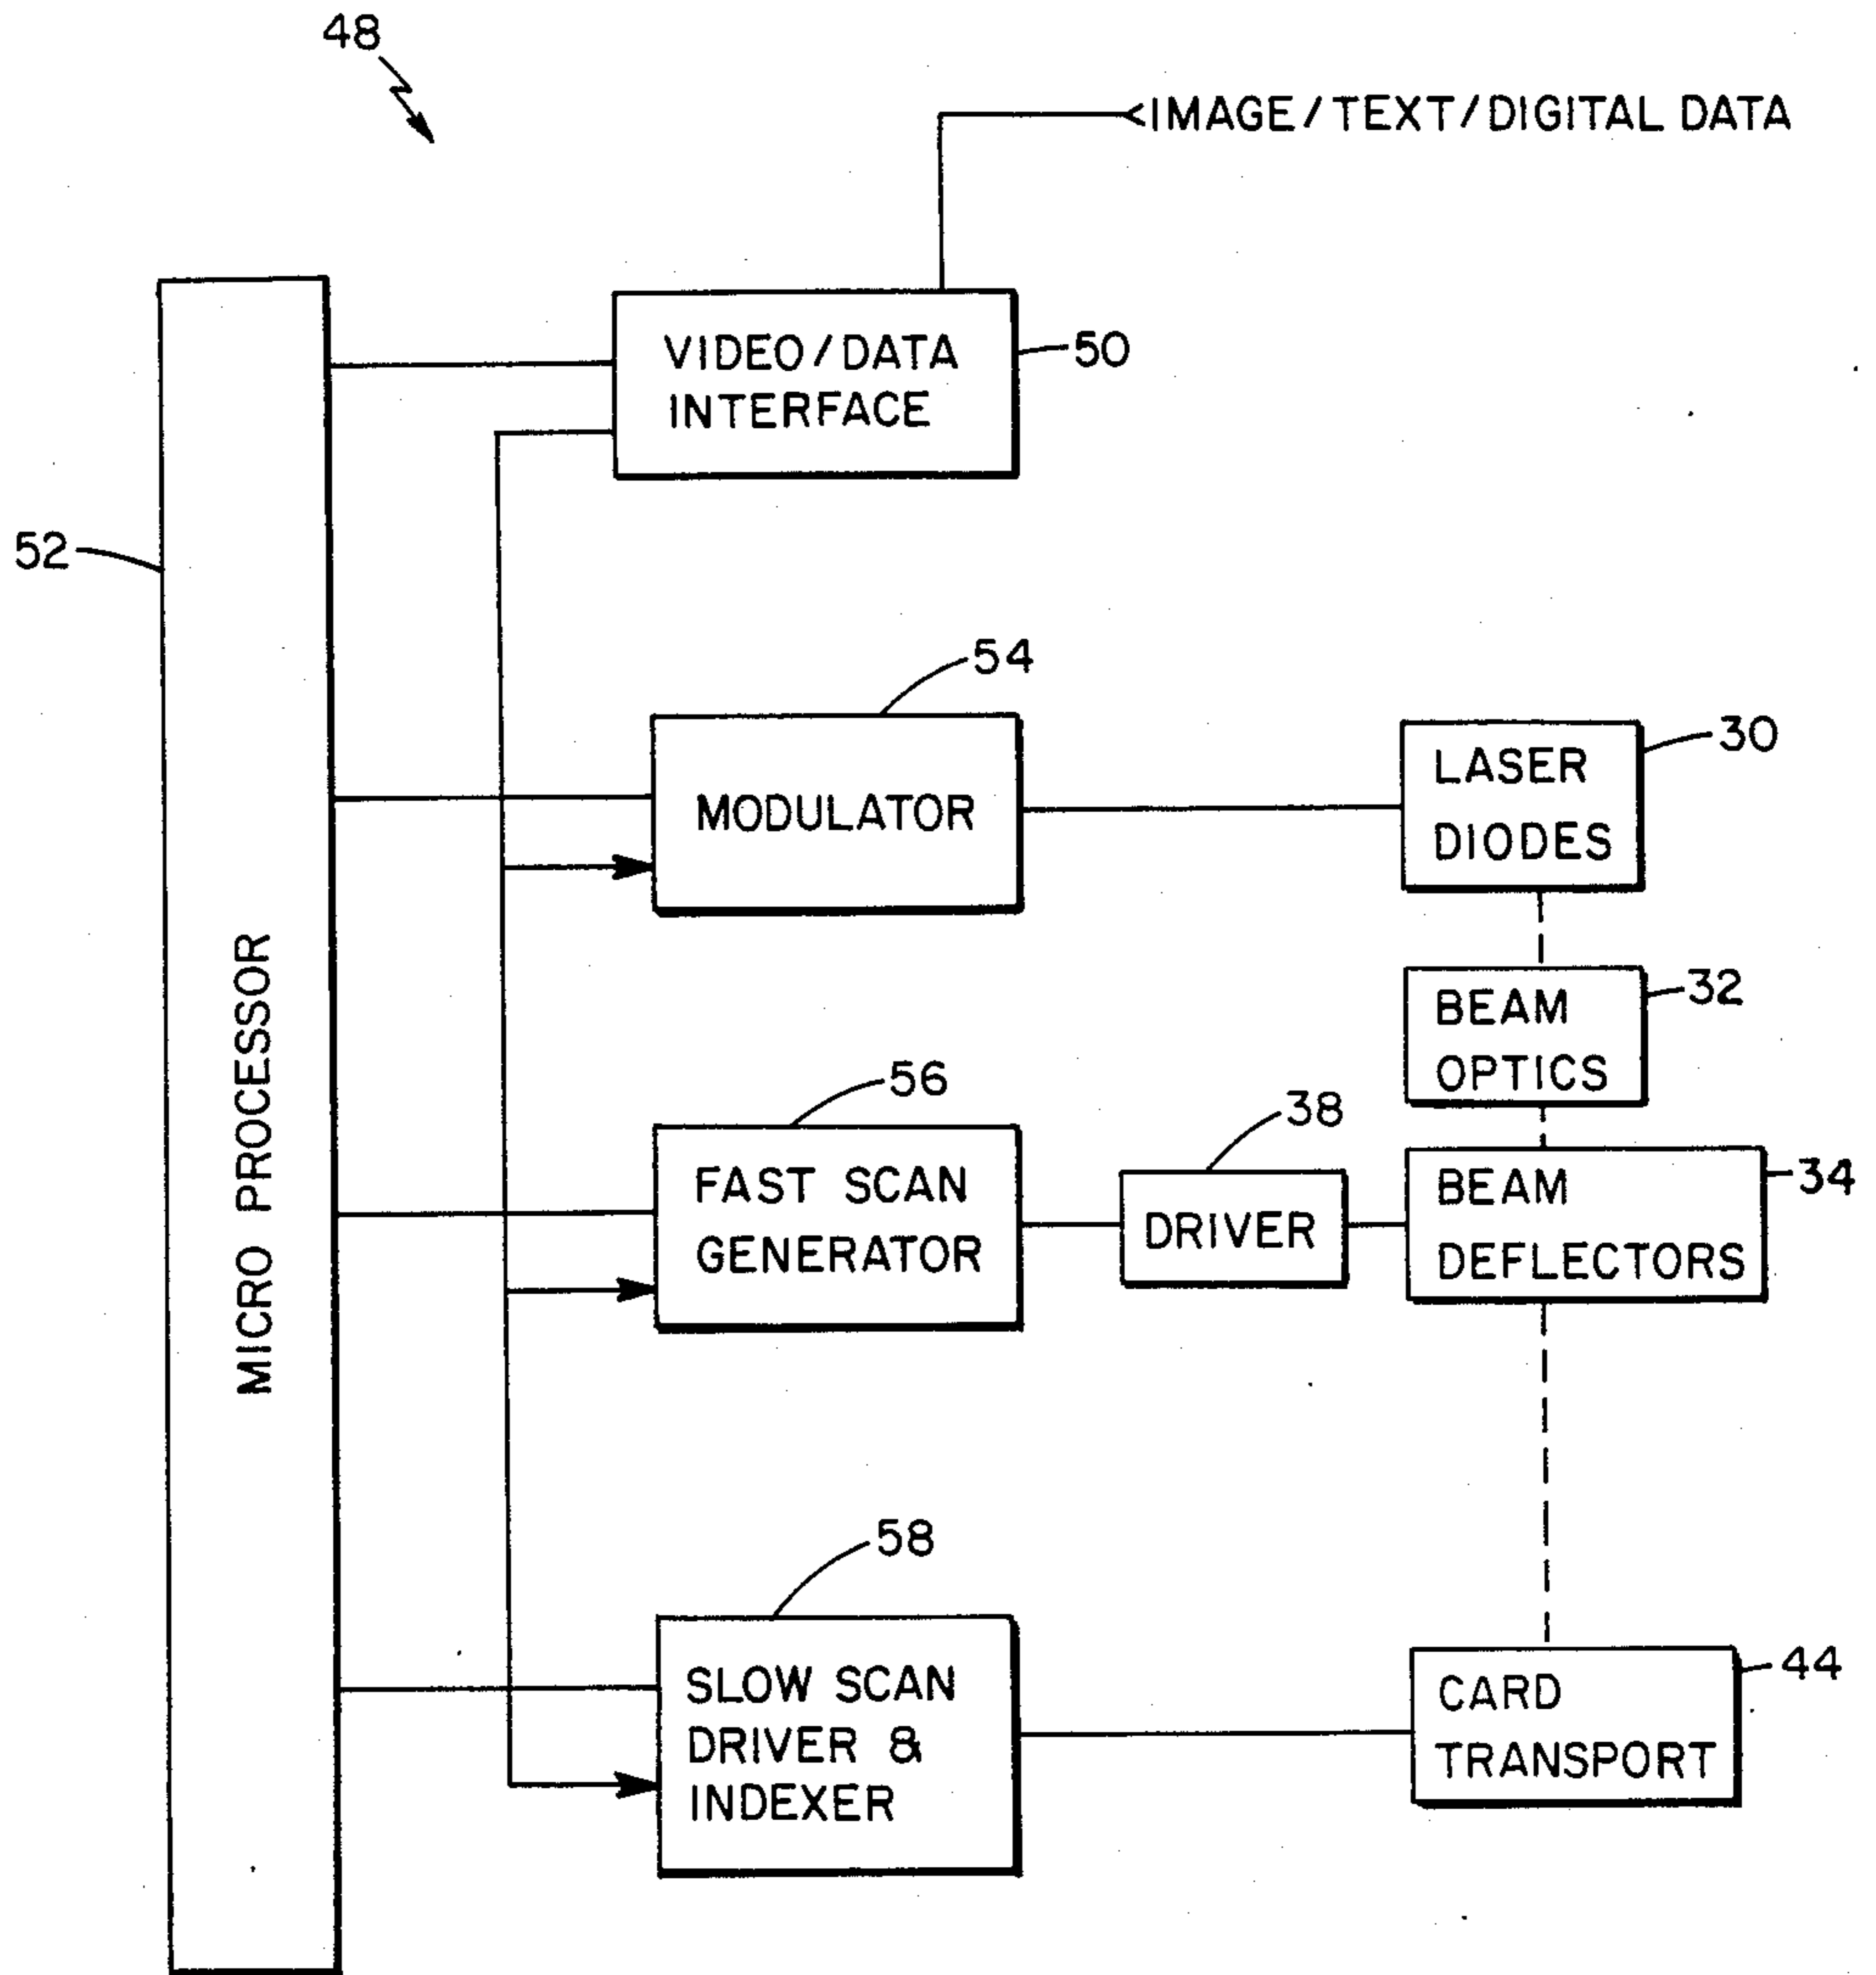 48
<IMAGE/TEXT/DIGITAL DATA
VIDEO/DATA
INTERFACE
50
52
54
MODULATOR
LASER
DIODES
30
BEAM
OPTICS
32
56
FAST SCAN
GENERATOR
38
DRIVER
BEAM
DEFLECTORS
34
MICRO PROCESSOR
58
SLOW SCAN
DRIVER &
INDEXER
CARD
TRANSPORT
44